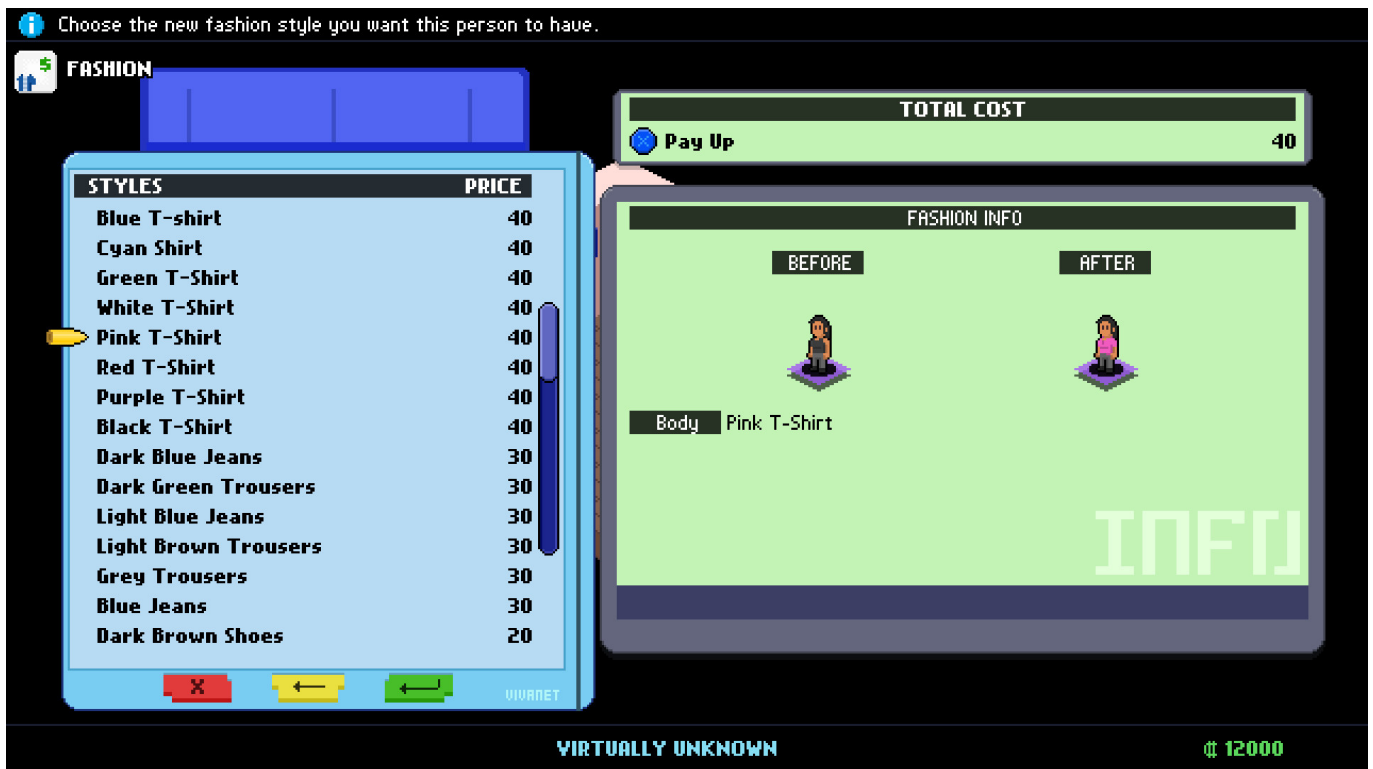 Choose the new fashion style you want this person to have.
FASHION
STYLES PRICE
Blue T-shirt 40
Cyan Shirt 40
Green T-Shirt 40
White T-Shirt 40
Pink T-Shirt 40
Red T-Shirt 40
Purple T-Shirt 40
Black T-Shirt 40
Dark Blue Jeans 30
Dark Green Trousers 30
Light Blue Jeans 30
Light Brown Trousers 30
Grey Trousers 30
Blue Jeans 30
Dark Brown Shoes 20
X
VIVANET
TOTAL COST
Pay Up 40
FASHION INFO
BEFORE AFTER
Body Pink T-Shirt
INFO
VIRTUALLY UNKNOWN
₵ 12000